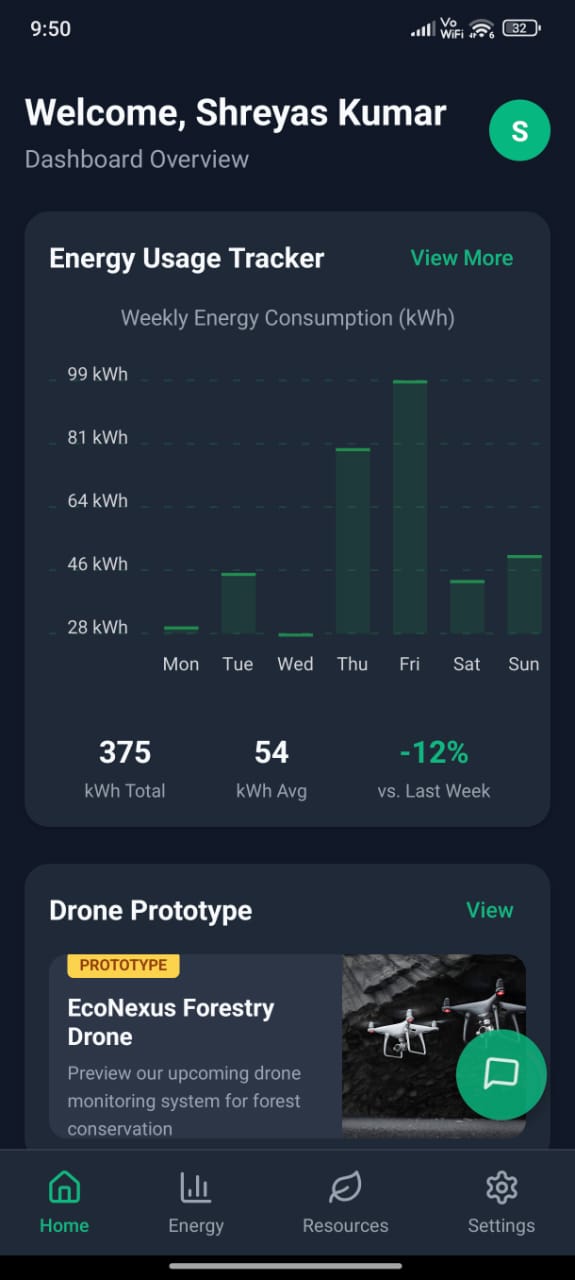 9:50
Vo
WiFi
6
32
Welcome, Shreyas Kumar
S
Dashboard Overview
Energy Usage Tracker
View More
Weekly Energy Consumption (kWh)
99 kWh
81 kWh
64 kWh
46 kWh
28 kWh
Mon Tue Wed Thu Fri Sat Sun
375 54 -12%
kWh Total kWh Avg vs. Last Week
Drone Prototype
View
PROTOTYPE
EcoNexus Forestry
Drone
Preview our upcoming drone
monitoring system for forest
conservation
Home Energy Resources Settings